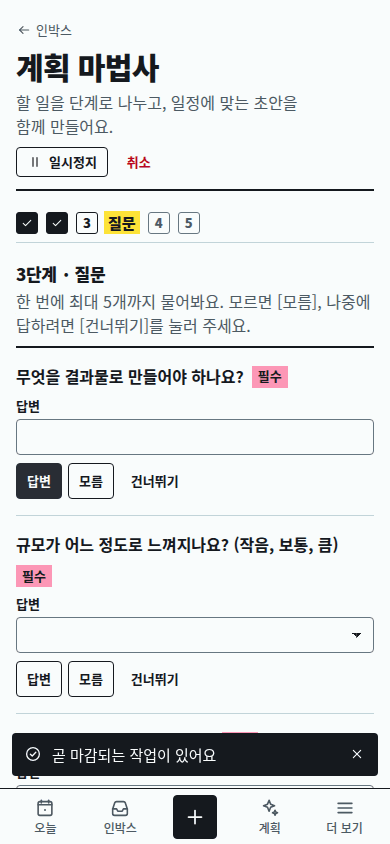 인박스
계획 마법사
할 일을 단계로 나누고, 일정에 맞는 초안을
함께 만들어요.
일시정지 취소
3 질문 4 5
3단계 · 질문
한 번에 최대 5개까지 물어봐요. 모르면 [모름], 나중에
답하려면 [건너뛰기]를 눌러 주세요.
무엇을 결과물로 만들어야 하나요? 필수
답변
답변 모름 건너뛰기
규모가 어느 정도로 느껴지나요? (작음, 보통, 큼)
필수
답변
답변 모름 건너뛰기
곧 마감되는 작업이 있어요
오늘 인박스 계획 더 보기